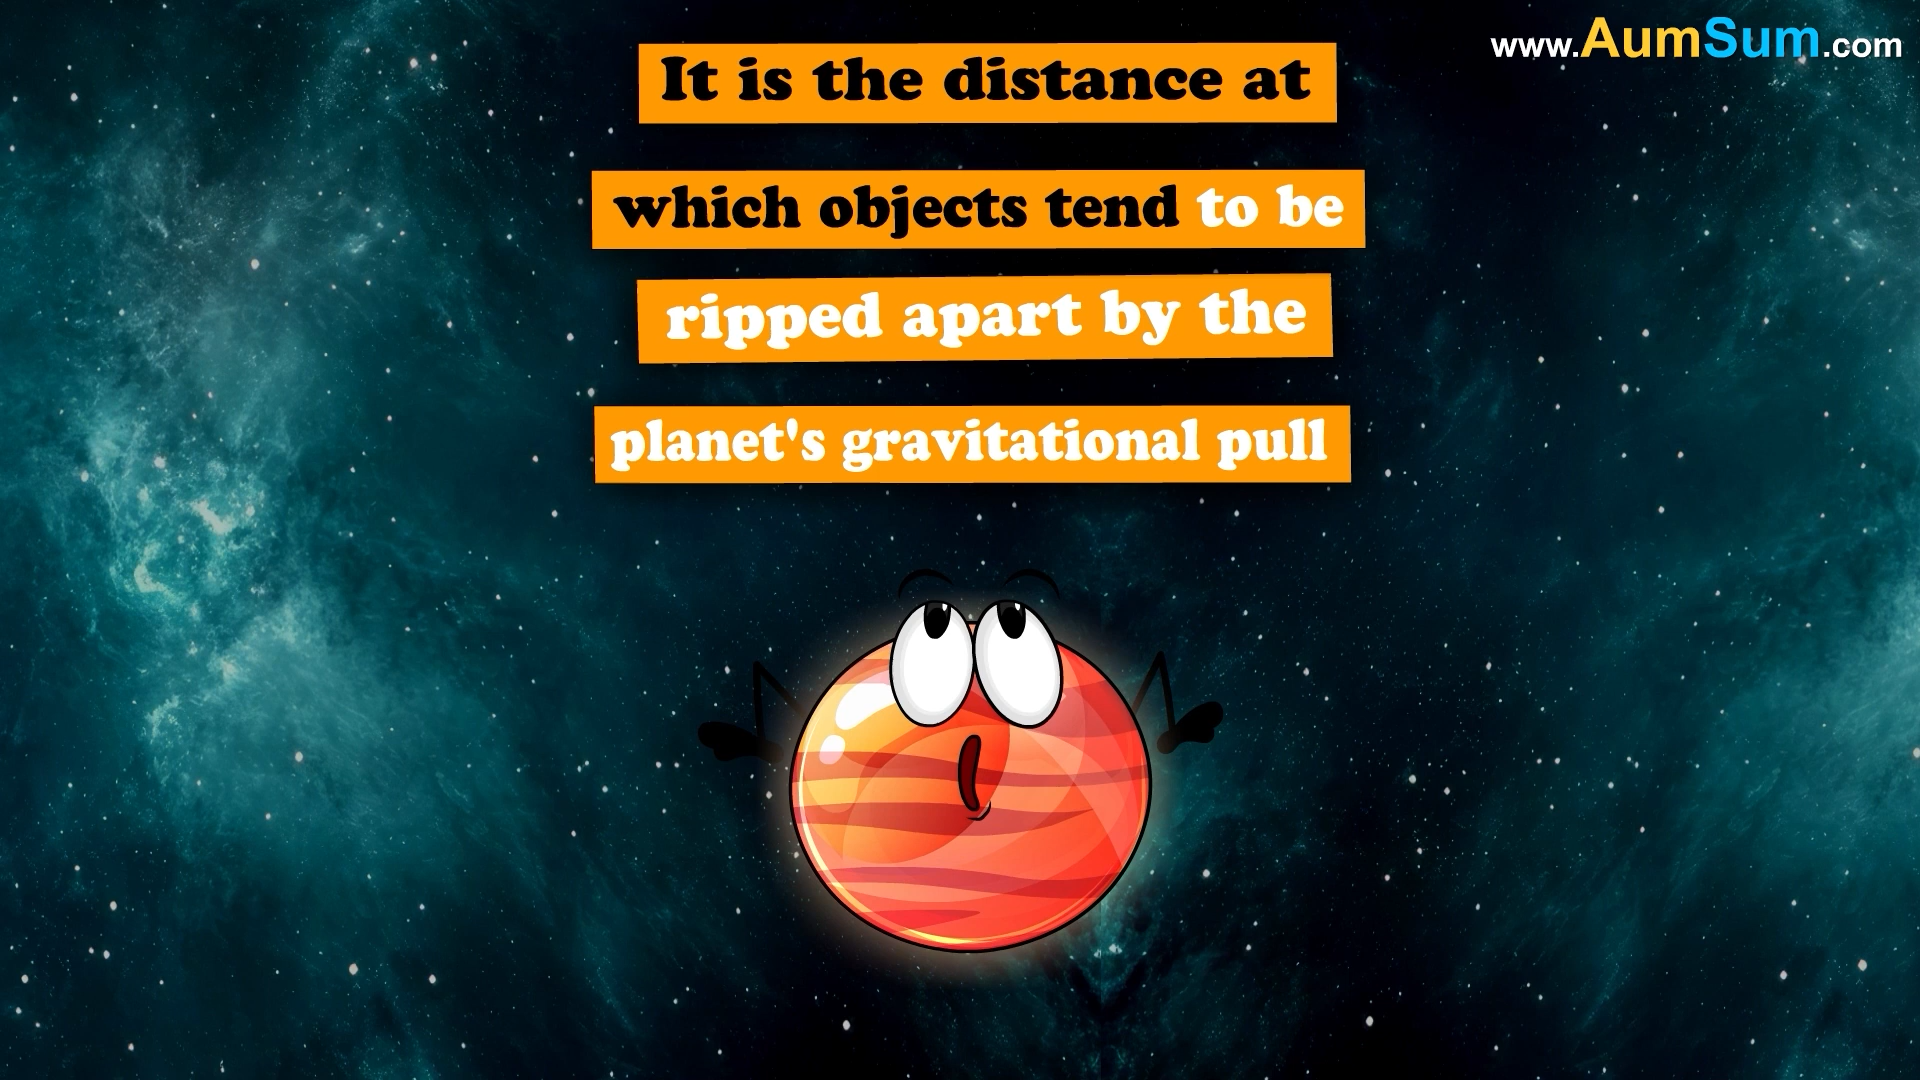 www.AumSum.com
It is the distance at
which objects tend to be
ripped apart by the
planet's gravitational pull